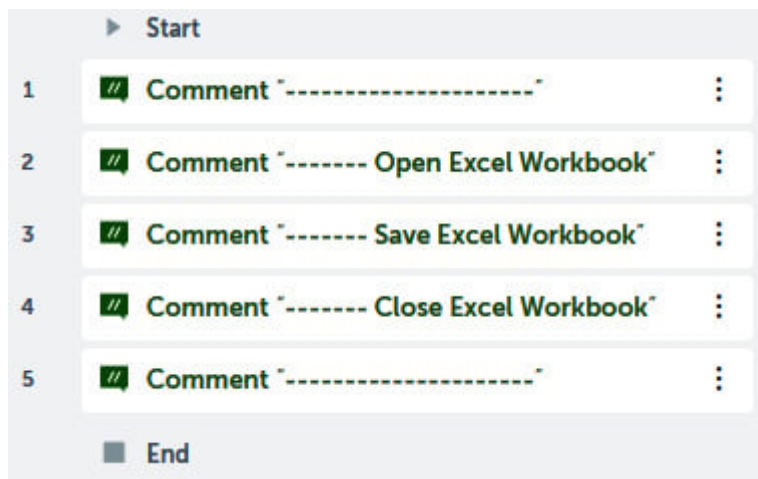 Start
1 // Comment "---------------------"
2 // Comment "------- Open Excel Workbook"
3 // Comment "------- Save Excel Workbook"
4 // Comment "------- Close Excel Workbook"
5 // Comment "---------------------"
End